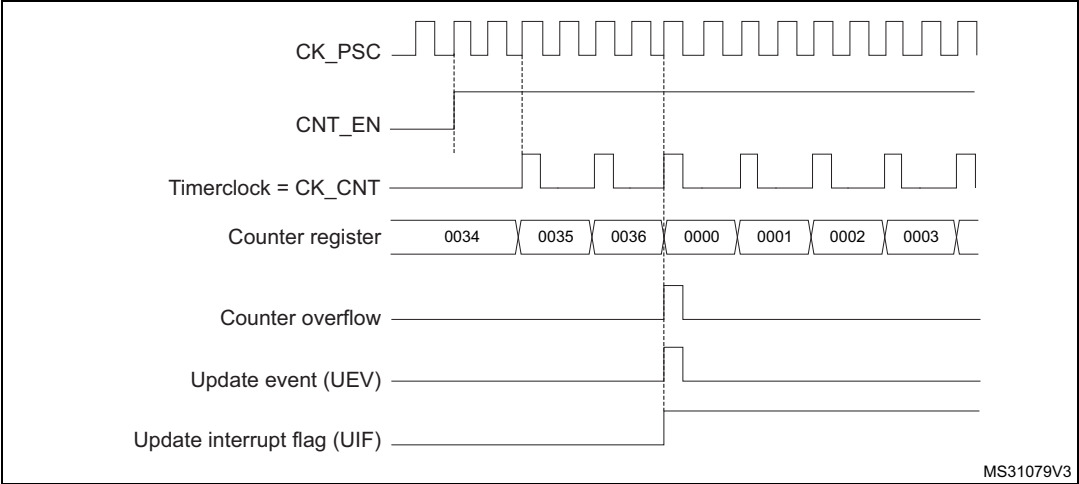 CK_PSC
CNT_EN
Timerclock = CK_CNT
Counter register 0034 0035 0036 0000 0001 0002 0003
Counter overflow
Update event (UEV)
Update interrupt flag (UIF)
MS31079V3